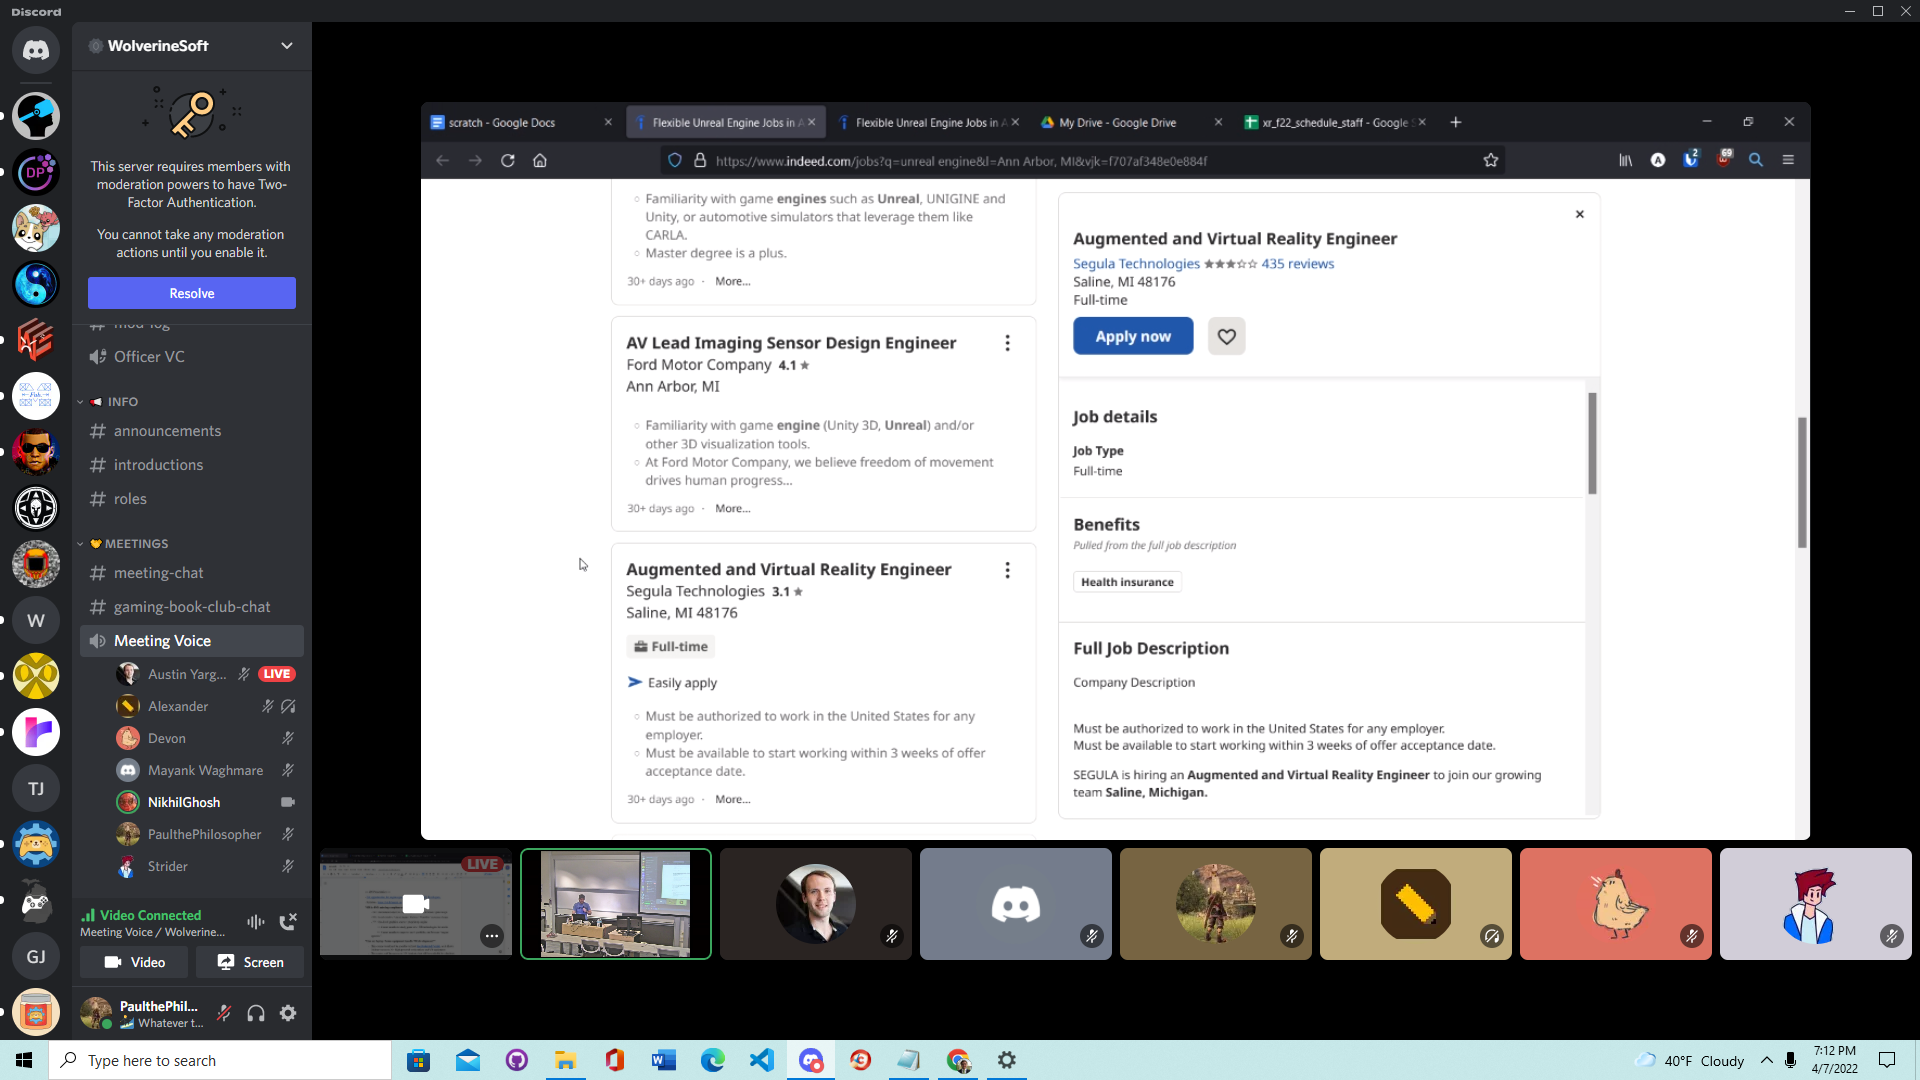 Discord
WolverineSoft
This server requires members with
moderation powers to have Two-
Factor Authentication.
You cannot take any moderation
actions until you enable it.
Resolve
mod-log
Officer VC
INFO
announcements
introductions
roles
MEETINGS
meeting-chat
gaming-book-club-chat
Meeting Voice
Austin Yarg... LIVE
Alexander
Devon
Mayank Waghmare
NikhilGhosh
PaulthePhilosopher
Strider
Video Connected
Meeting Voice / Wolverine...
Video Screen
PaulthePhil...
Whatever t...
DP
W
TJ
GJ
scratch - Google Docs
Flexible Unreal Engine Jobs in A
Flexible Unreal Engine Jobs in A
My Drive - Google Drive
xr_f22_schedule_staff - Google S
https://www.indeed.com/jobs?q=unreal engine&l=Ann Arbor, MI&vjk=f707af348e0e884f
A
2
69
Familiarity with game engines such as Unreal, UNIGINE and
Unity, or automotive simulators that leverage them like
CARLA.
Master degree is a plus.
30+ days ago · More...
AV Lead Imaging Sensor Design Engineer
Ford Motor Company 4.1
Ann Arbor, MI
Familiarity with game engine (Unity 3D, Unreal) and/or
other 3D visualization tools.
At Ford Motor Company, we believe freedom of movement
drives human progress...
30+ days ago · More...
Augmented and Virtual Reality Engineer
Segula Technologies 3.1
Saline, MI 48176
Full-time
Easily apply
Must be authorized to work in the United States for any
employer.
Must be available to start working within 3 weeks of offer
acceptance date.
30+ days ago · More...
Augmented and Virtual Reality Engineer
Segula Technologies 435 reviews
Saline, MI 48176
Full-time
Apply now
Job details
Job Type
Full-time
Benefits
Pulled from the full job description
Health insurance
Full Job Description
Company Description
Must be authorized to work in the United States for any employer.
Must be available to start working within 3 weeks of offer acceptance date.
SEGULA is hiring an Augmented and Virtual Reality Engineer to join our growing
team Saline, Michigan.
LIVE
Type here to search
40°F Cloudy
7:12 PM
4/7/2022